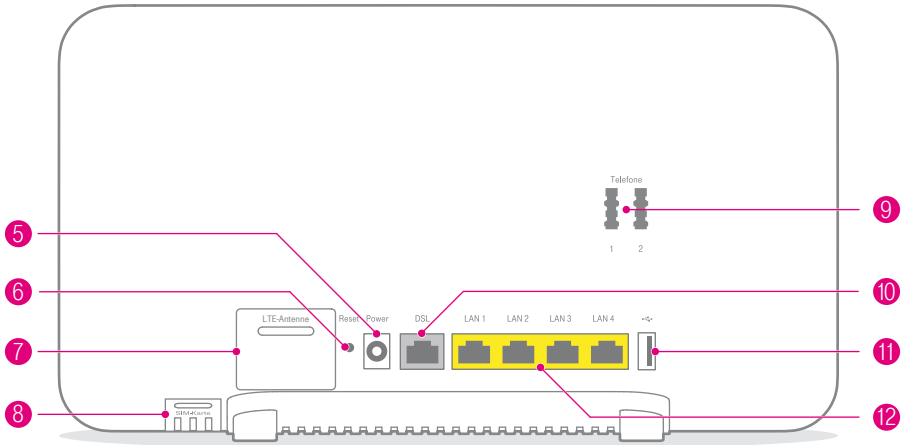 Telefone
9
5
1 2
6
10
LTE-Antenne
Reset
Power
DSL
LAN 1
LAN 2
LAN 3
LAN 4
7
11
8
SIM-Karte
12